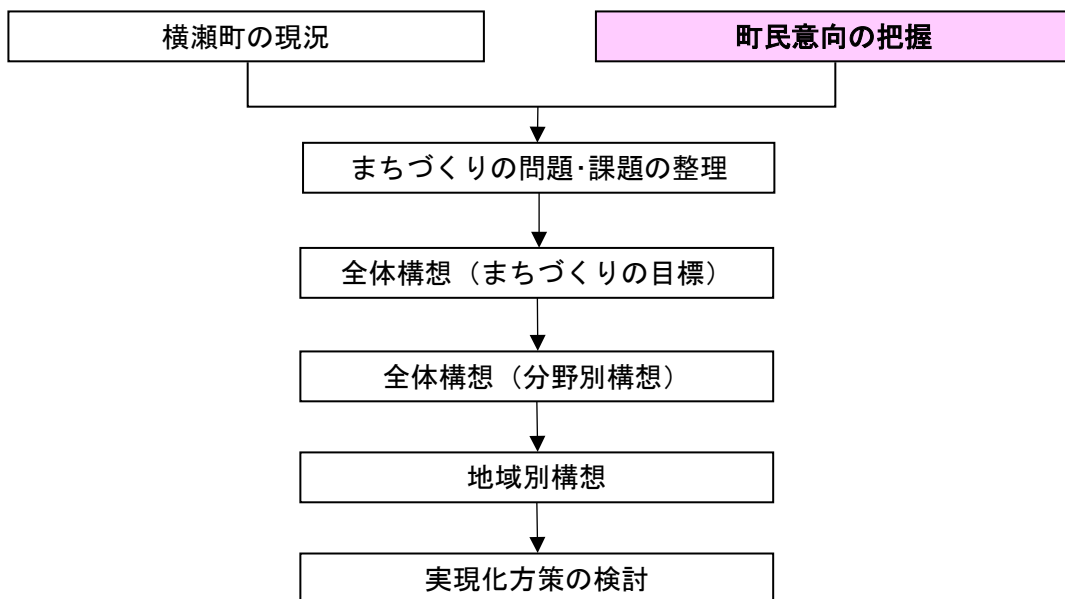 横瀬町の現況
町民意向の把握
まちづくりの問題･課題の整理
全体構想（まちづくりの目標）
全体構想（分野別構想）
地域別構想
実現化方策の検討